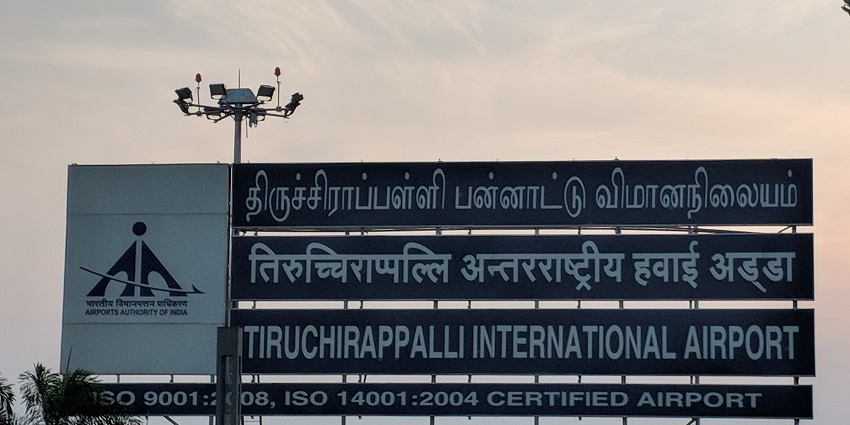 திருச்சிராப்பள்ளி பன்னாட்டு விமானநிலையம்
तिरुच्चिराप्पल्लि अन्तरराष्ट्रीय हवाई अड्डा
भारतीय विमानपत्तन प्राधिकरण
AIRPORTS AUTHORITY OF INDIA
TIRUCHIRAPPALLI INTERNATIONAL AIRPORT
ISO 9001:2008, ISO 14001:2004 CERTIFIED AIRPORT